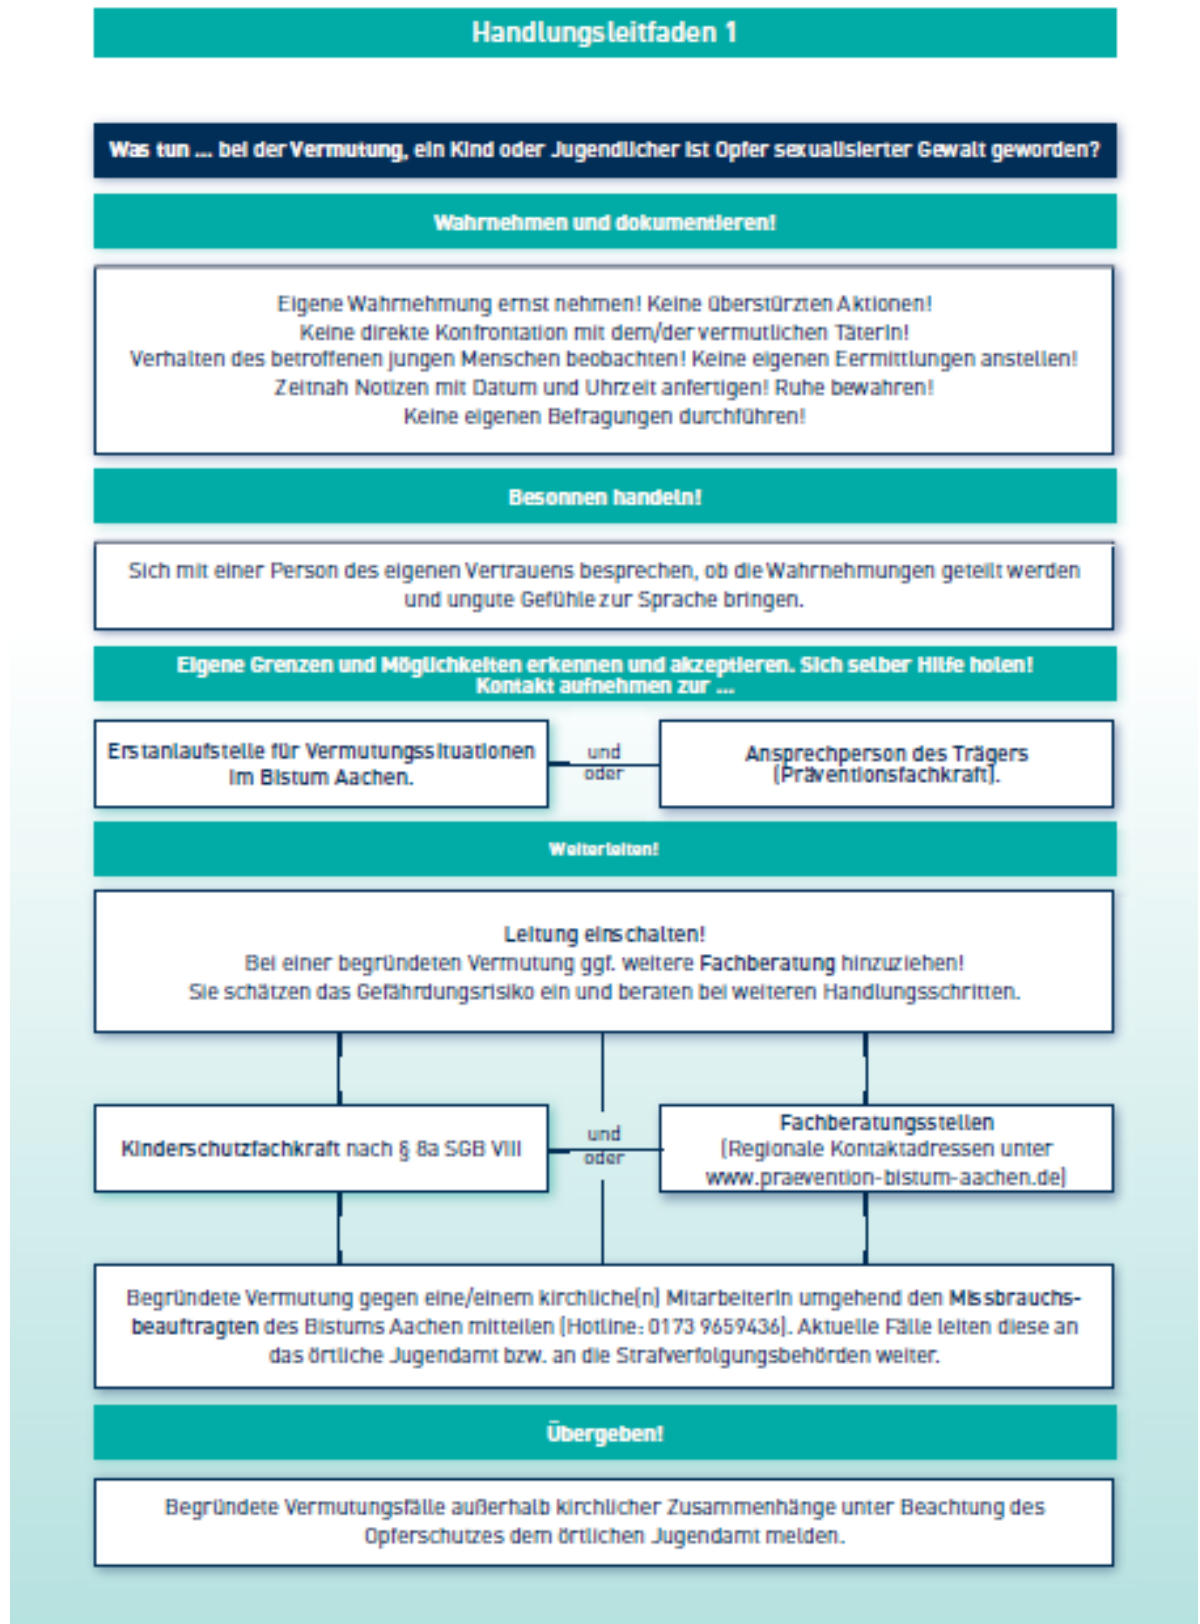 Handlungsleitfaden 1
Was tun ... bei der Vermutung, ein Kind oder Jugendlicher ist Opfer sexualisierter Gewalt geworden?
Wahrnehmen und dokumentieren!
Eigene Wahrnehmung ernst nehmen! Keine überstürzten Aktionen!
Keine direkte Konfrontation mit dem/der vermutlichen TäterIn!
Verhalten des betroffenen jungen Menschen beobachten! Keine eigenen Eermittlungen anstellen!
Zeitnah Notizen mit Datum und Uhrzeit anfertigen! Ruhe bewahren!
Keine eigenen Befragungen durchführen!
Besonnen handeln!
Sich mit einer Person des eigenen Vertrauens besprechen, ob die Wahrnehmungen geteilt werden
und ungute Gefühle zur Sprache bringen.
Eigene Grenzen und Möglichkeiten erkennen und akzeptieren. Sich selber Hilfe holen!
Kontakt aufnehmen zur ...
Erstanlaufstelle für Vermutungssituationen
im Bistum Aachen.
und
oder
Ansprechperson des Trägers
(Präventionsfachkraft).
Weiterleiten!
Leitung einschalten!
Bei einer begründeten Vermutung ggf. weitere Fachberatung hinzuziehen!
Sie schätzen das Gefährdungsrisiko ein und beraten bei weiteren Handlungsschritten.
Kinderschutzfachkraft nach § 8a SGB VIII
und
oder
Fachberatungsstellen
(Regionale Kontaktadressen unter
www.praevention-bistum-aachen.de)
Begründete Vermutung gegen eine/einem kirchliche(n) MitarbeiterIn umgehend den Missbrauchs-
beauftragten des Bistums Aachen mitteilen (Hotline: 0173 9659436). Aktuelle Fälle leiten diese an
das örtliche Jugendamt bzw. an die Strafverfolgungsbehörden weiter.
Übergeben!
Begründete Vermutungsfälle außerhalb kirchlicher Zusammenhänge unter Beachtung des
Opferschutzes dem örtlichen Jugendamt melden.